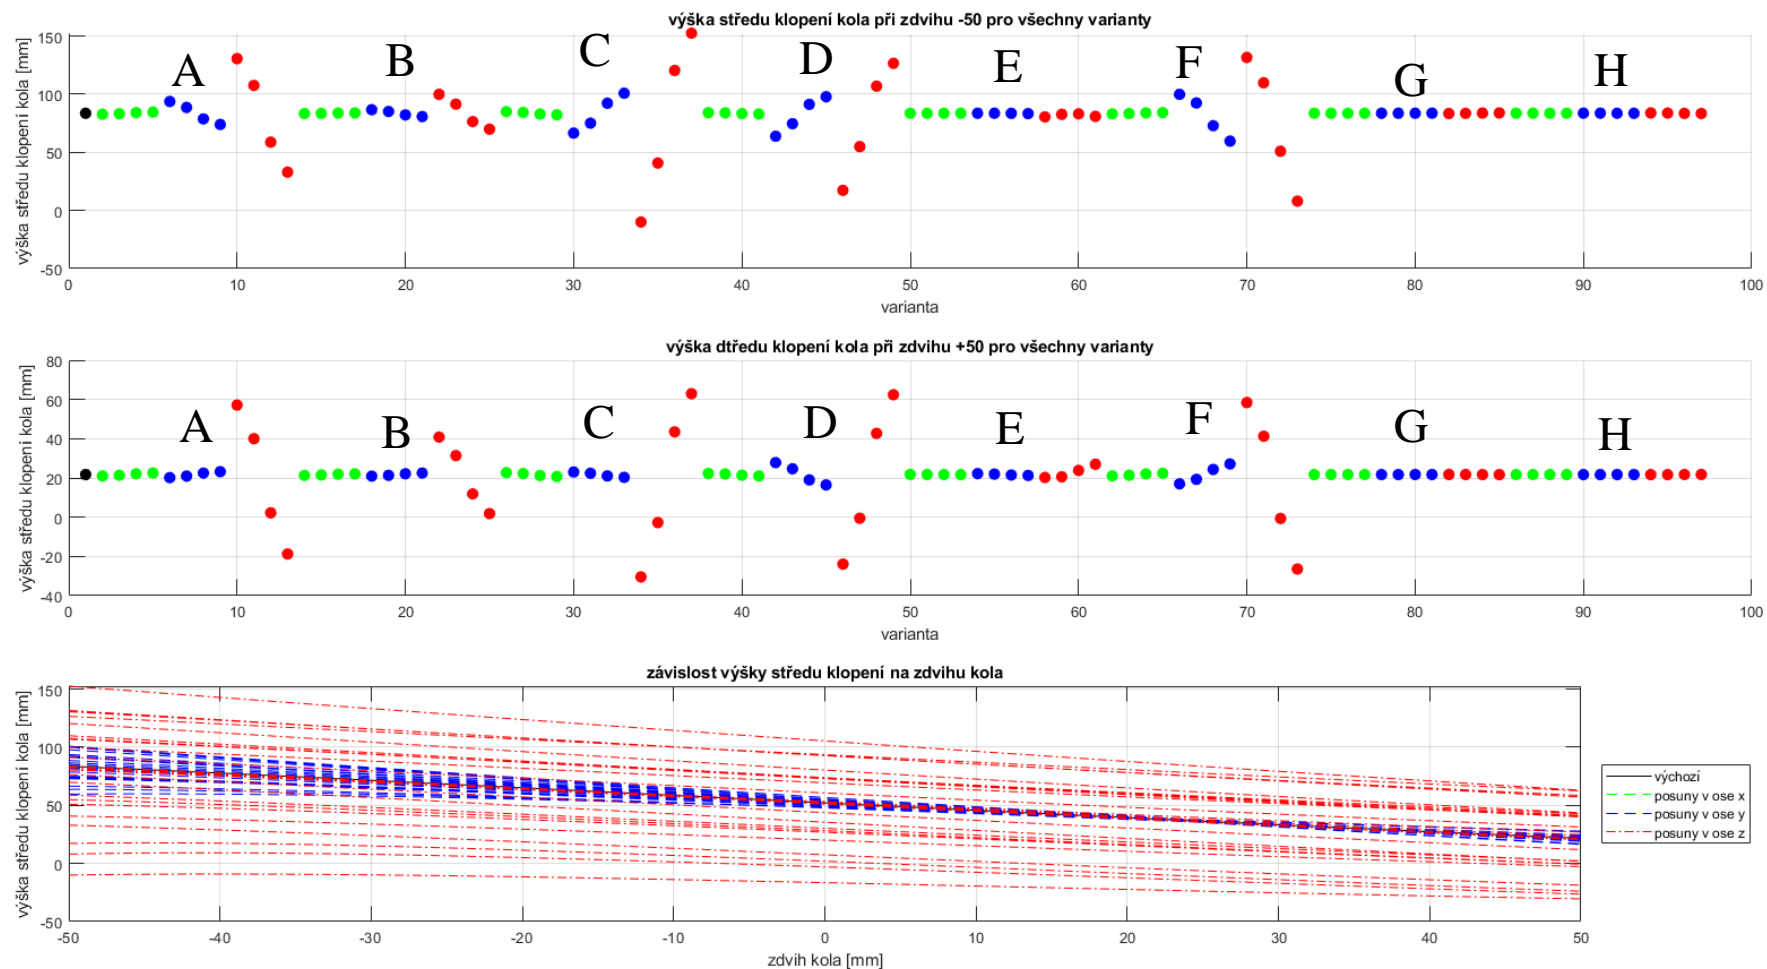 výška středu klopení kola při zdvihu -50 pro všechny varianty
výška středu klopení kola [mm]
150
100
50
0
-50
A
B
C
D
E
F
G
H
0 10 20 30 40 50 60 70 80 90 100
varianta
výška dtředu klopení kola při zdvihu +50 pro všechny varianty
výška středu klopení kola [mm]
80
60
40
20
0
-20
-40
A
B
C
D
E
F
G
H
0 10 20 30 40 50 60 70 80 90 100
varianta
závislost výšky středu klopení na zdvihu kola
výška středu klopení kola [mm]
150
100
50
0
-50
-50 -40 -30 -20 -10 0 10 20 30 40 50
zdvih kola [mm]
výchozí
posuny v ose x
posuny v ose y
posuny v ose z